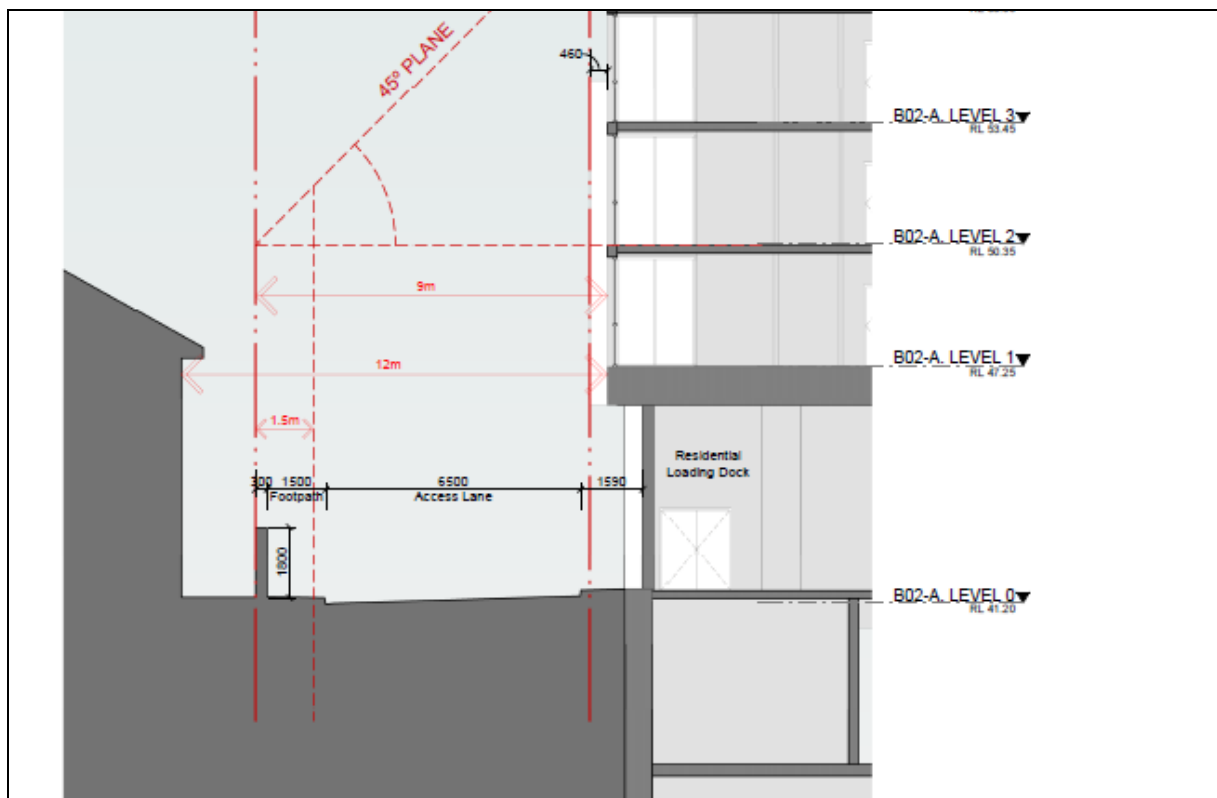 460
45° PLANE
B02-A. LEVEL 3
RL 53.45
B02-A. LEVEL 2
RL 50.35
9m
B02-A. LEVEL 1
RL 47.25
12m
1.5m
Residential
Loading Dock
300 1500 6500 1590
Footpath Access Lane
1800
B02-A. LEVEL 0
RL 41.20